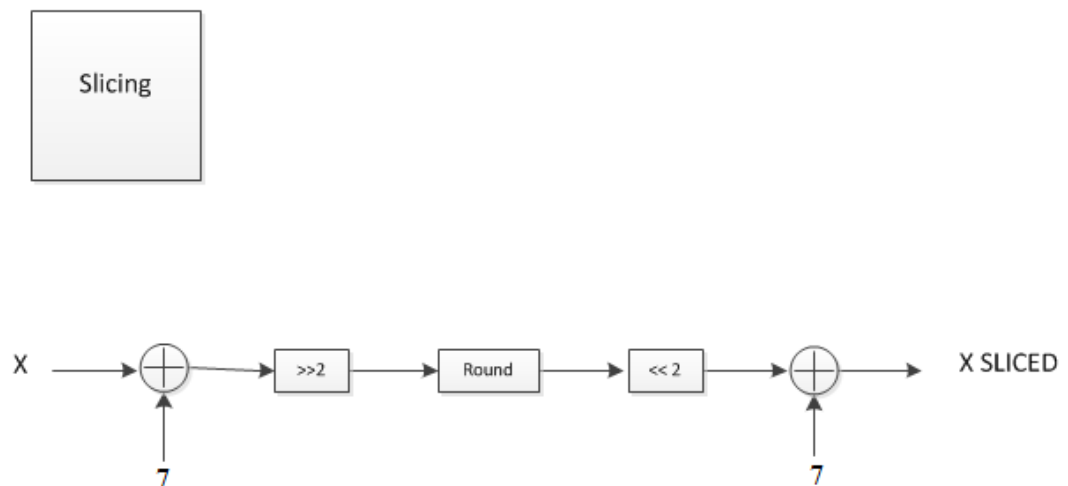 Slicing
X
>>2
Round
<< 2
X SLICED
7
7